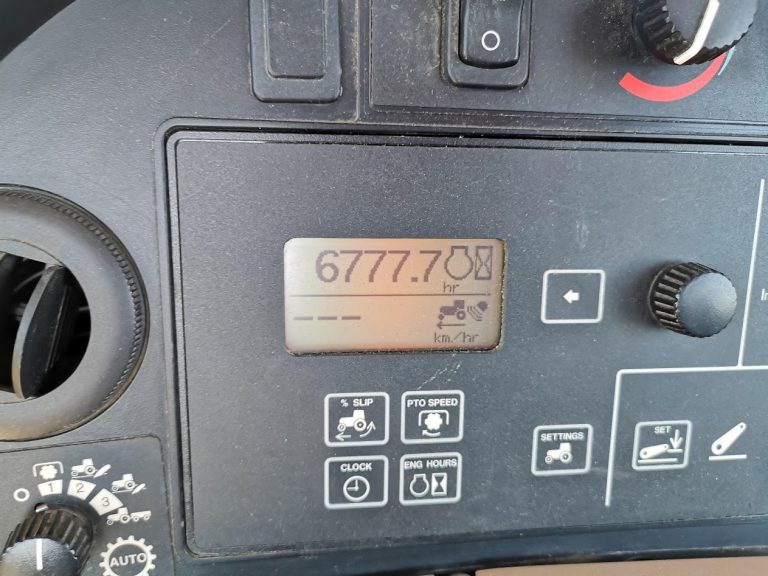 6777.7
hr
---
km/hr
% SLIP
PTO SPEED
CLOCK
ENG HOURS
SETTINGS
SET
1
2
3
AUTO